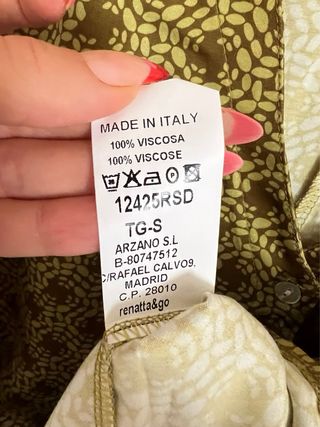 MADE IN ITALY
100% VISCOSA
100% VISCOSE
12425RSD
TG-S
ARZANO S.L
B-80747512
C/RAFAEL CALVO9,
MADRID
C.P. 28010
renatta&go